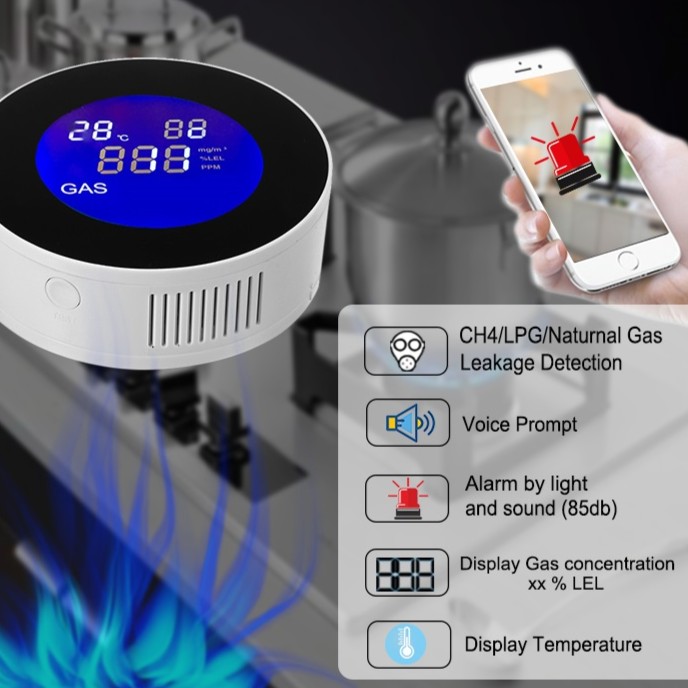 28 °C 88
888 mg/m³
%LEL
PPM
GAS
CH4/LPG/Naturnal Gas
Leakage Detection
Voice Prompt
Alarm by light
and sound (85db)
888
Display Gas concentration
xx % LEL
Display Temperature